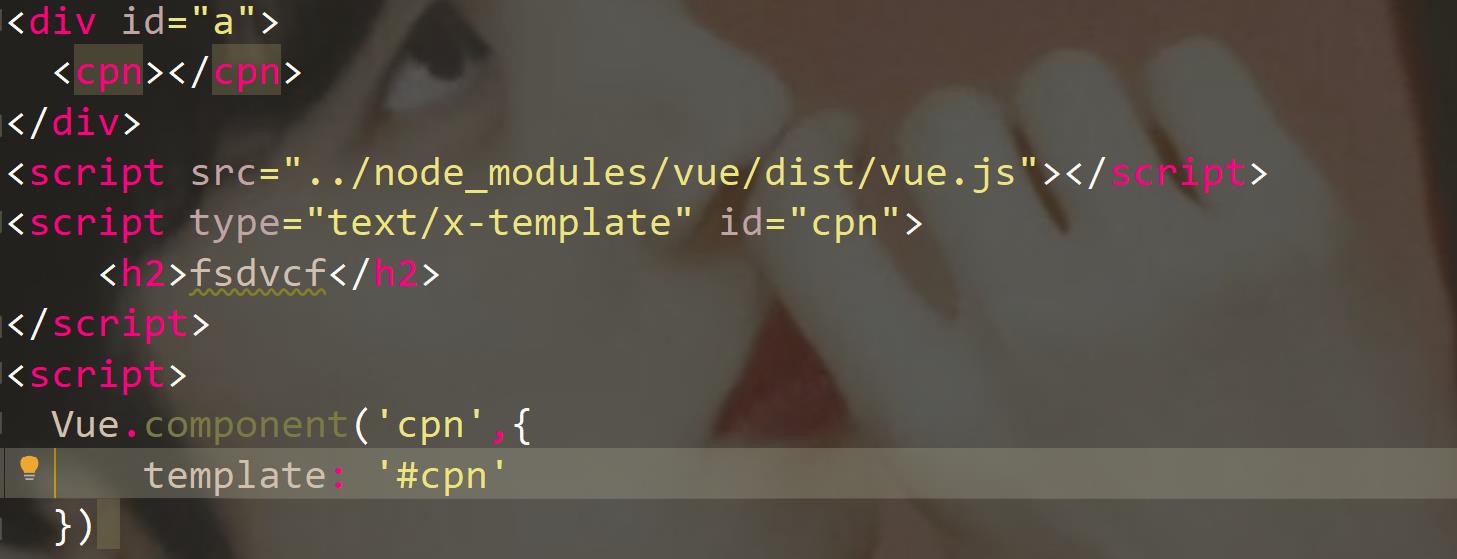 <div id="a">
<cpn></cpn>
</div>
<script src="../node_modules/vue/dist/vue.js"></script>
<script type="text/x-template" id="cpn">
<h2>fsdvcf</h2>
</script>
<script>
Vue.component('cpn',{
template: '#cpn'
})